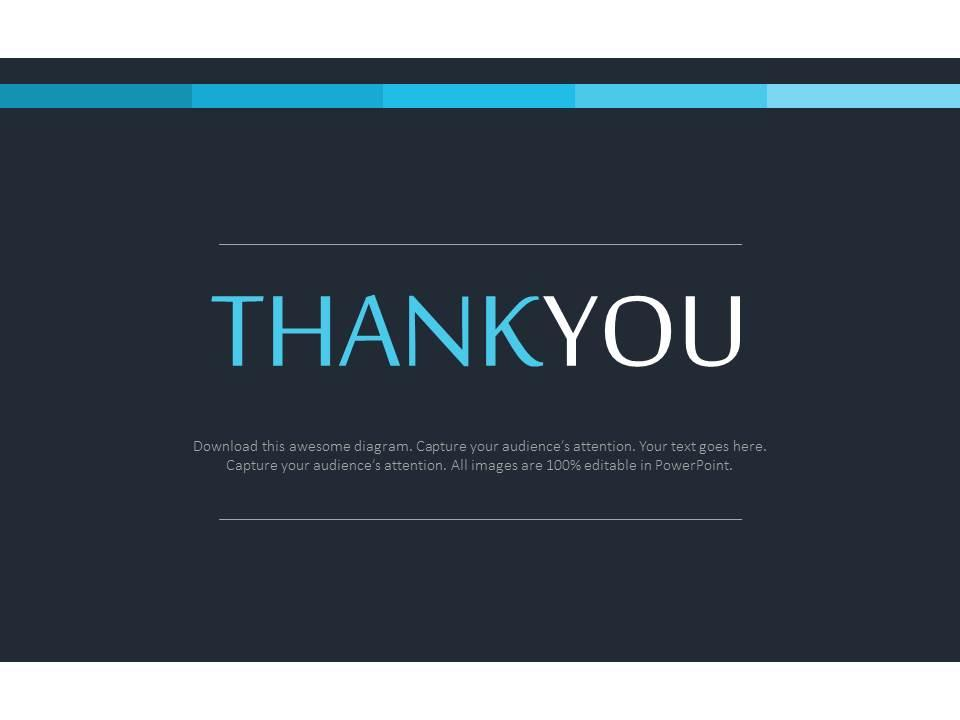 THANKYOU
Download this awesome diagram. Capture your audience’s attention. Your text goes here.
Capture your audience’s attention. All images are 100% editable in PowerPoint.